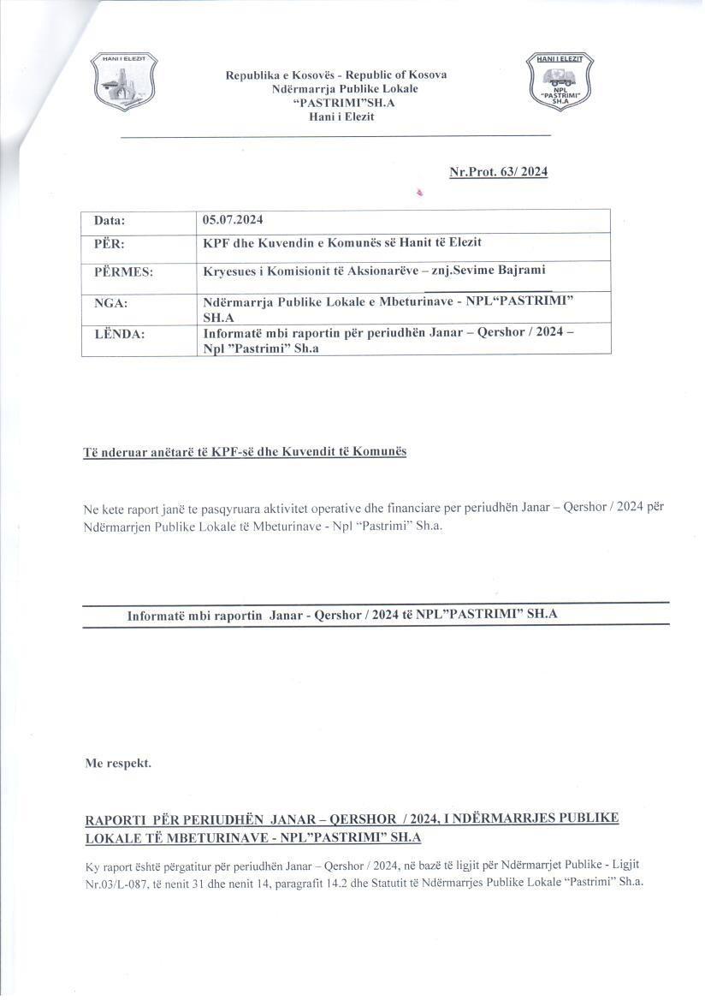 HANI I ELEZIT
HANI I ELEZIT
NPL
"PASTRIMI"
SH.A
Republika e Kosovës - Republic of Kosova
Ndërmarrja Publike Lokale
“PASTRIMI”SH.A
Hani i Elezit
Nr.Prot. 63/ 2024
Data: 05.07.2024
PËR: KPF dhe Kuvendin e Komunës së Hanit të Elezit
PËRMES: Kryesues i Komisionit të Aksionarëve – znj.Sevime Bajrami
NGA: Ndërmarrja Publike Lokale e Mbeturinave - NPL“PASTRIMI”
SH.A
LËNDA: Informatë mbi raportin për periudhën Janar – Qershor / 2024 –
Npl ”Pastrimi” Sh.a
Të nderuar anëtarë të KPF-së dhe Kuvendit të Komunës
Ne kete raport janë te pasqyruara aktivitet operative dhe financiare per periudhën Janar – Qershor / 2024 për
Ndërmarrjen Publike Lokale të Mbeturinave - Npl “Pastrimi” Sh.a.
Informatë mbi raportin Janar - Qershor / 2024 të NPL”PASTRIMI” SH.A
Me respekt.
RAPORTI PËR PERIUDHËN JANAR – QERSHOR / 2024, I NDËRMARRJES PUBLIKE
LOKALE TË MBETURINAVE - NPL”PASTRIMI” SH.A
Ky raport është përgatitur për periudhën Janar – Qershor / 2024, në bazë të ligjit për Ndërmarrjet Publike - Ligjit
Nr.03/L-087, të nenit 31 dhe nenit 14, paragrafit 14.2 dhe Statutit të Ndërmarrjes Publike Lokale “Pastrimi” Sh.a.